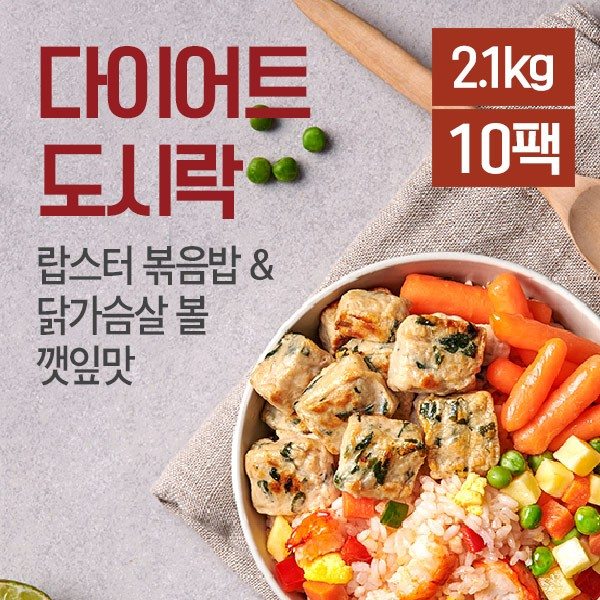 다이어트
도시락
랍스터 볶음밥 &
닭가슴살 볼
깻잎맛
2.1kg
10팩